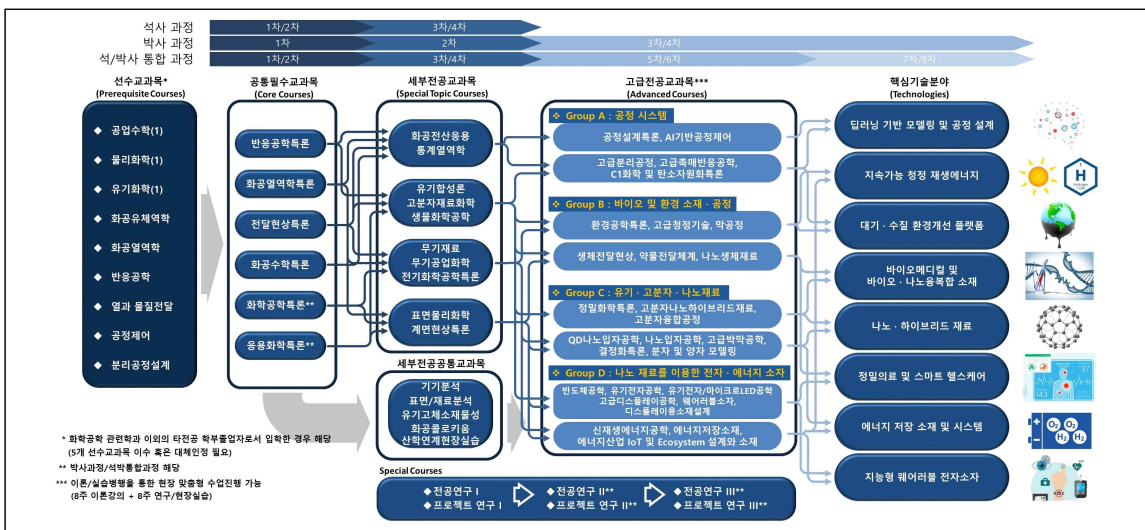 석사 과정
1차/2차
3차/4차
박사 과정
1차
2차
3차/4차
석/박사 통합 과정
1차/2차
3차/4차
5차/6차
7차/8차
선수교과목*
(Prerequisite Courses)
◆ 공업수학(1)
◆ 물리화학(1)
◆ 유기화학(1)
◆ 화공유체역학
◆ 화공열역학
◆ 반응공학
◆ 열과 물질전달
◆ 공정제어
◆ 분리공정설계
공통필수교과목
(Core Courses)
반응공학특론
화공열역학특론
전달현상특론
화공수학특론
화학공학특론**
응용화학특론**
세부전공교과목
(Special Topic Courses)
화공전산응용
통계열역학
유기합성론
고분자재료화학
생물화학공학
무기재료
무기공업화학
전기화학공학특론
표면물리화학
계면현상특론
세부전공공통교과목
기기분석
표면/재료분석
유기고체소재물성
화공콜로키움
산학연계현장실습
고급전공교과목***
(Advanced Courses)
❖ Group A : 공정 시스템
공정설계특론, AI기반공정제어
고급분리공정, 고급촉매반응공학,
C1화학 및 탄소자원화특론
❖ Group B : 바이오 및 환경 소재 · 공정
환경공학특론, 고급청정기술, 막공정
생체전달현상, 약물전달체계, 나노생체재료
❖ Group C : 유기 · 고분자 · 나노재료
정밀화학특론, 고분자나노하이브리드재료,
고분자융합공정
QD나노입자공학, 나노입자공학, 고급박막공학,
결정화특론, 분자 및 양자 모델링
❖ Group D : 나노 재료를 이용한 전자 · 에너지 소자
반도체공학, 유기전자공학, 유기전자/마이크로LED공학
고급디스플레이공학, 웨어러블소자,
디스플레이용소재설계
신재생에너지공학, 에너지저장소재,
에너지산업 IoT 및 Ecosystem 설계와 소재
핵심기술분야
(Technologies)
딥러닝 기반 모델링 및 공정 설계
지속가능 청정 재생에너지
대기 · 수질 환경개선 플랫폼
바이오메디컬 및
바이오 · 나노융복합 소재
나노 · 하이브리드 재료
정밀의료 및 스마트 헬스케어
에너지 저장 소재 및 시스템
지능형 웨어러블 전자소자
H
37
143
O₂ O₂
H₂ H₂
* 화학공학 관련학과 이외의 타전공 학부졸업자로서 입학한 경우 해당
(5개 선수교과목 이수 혹은 대체인정 필요)
** 박사과정/석박통합과정 해당
*** 이론/실습병행을 통한 현장 맞춤형 수업진행 가능
(8주 이론강의 + 8주 연구/현장실습)
Special Courses
◆전공연구 I
◆프로젝트 연구 I
◆전공연구 II**
◆프로젝트 연구 II**
◆전공연구 III**
◆프로젝트 연구 III**